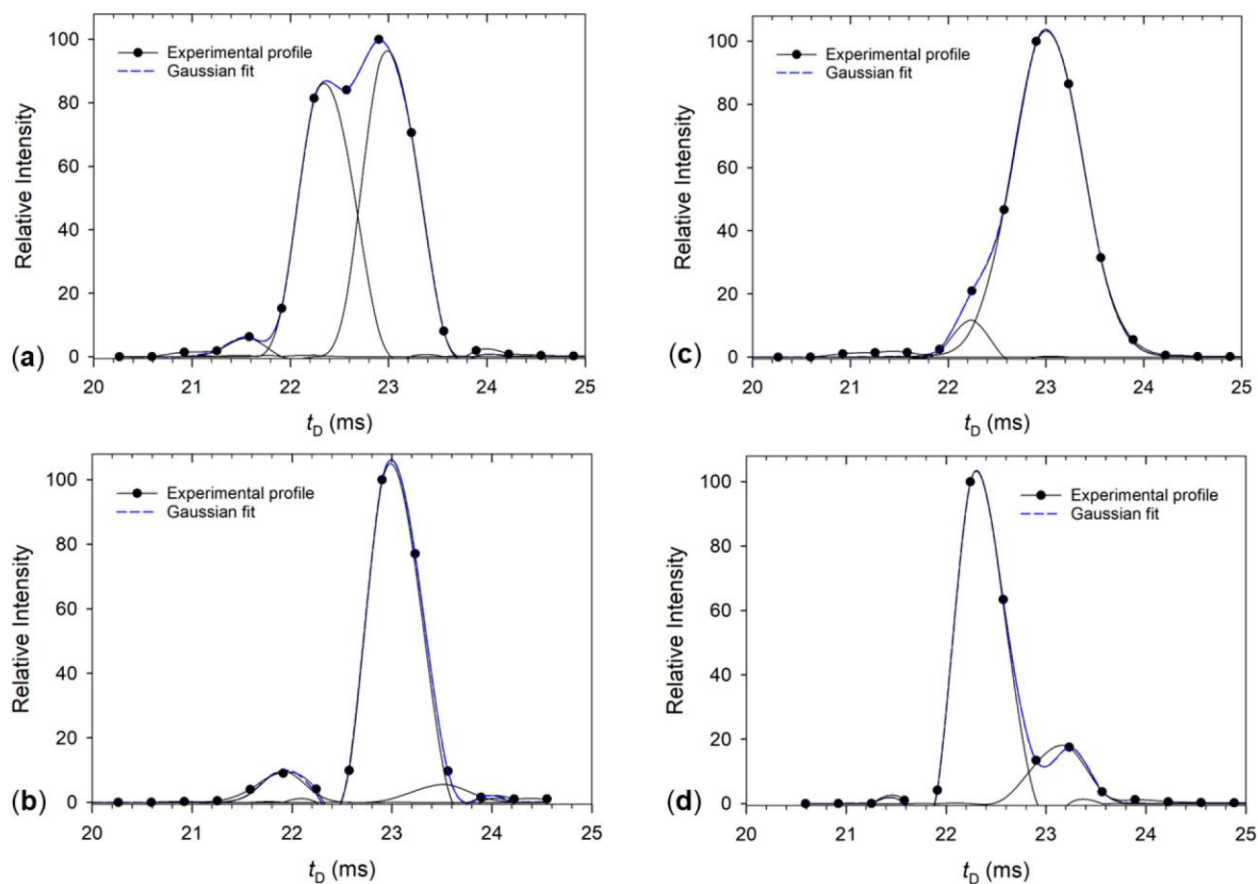 100
80
60
40
20
0
Relative Intensity
Experimental profile
Gaussian fit
(a)
20 21 22 23 24 25
t_D (ms)
100
80
60
40
20
0
Relative Intensity
Experimental profile
Gaussian fit
(c)
20 21 22 23 24 25
t_D (ms)
100
80
60
40
20
0
Relative Intensity
Experimental profile
Gaussian fit
(b)
20 21 22 23 24 25
t_D (ms)
100
80
60
40
20
0
Relative Intensity
Experimental profile
Gaussian fit
(d)
20 21 22 23 24 25
t_D (ms)